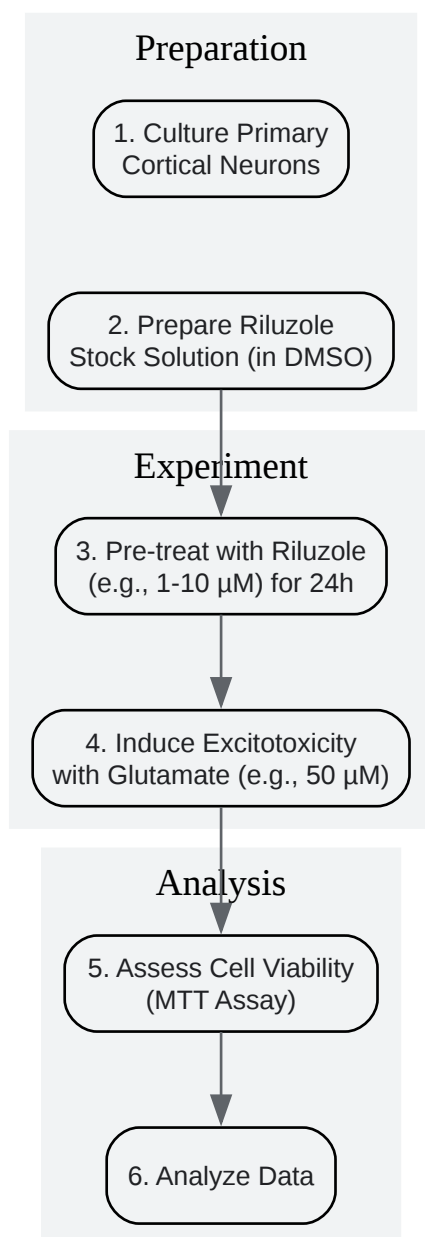 Preparation
1. Culture Primary
Cortical Neurons
2. Prepare Riluzole
Stock Solution (in DMSO)
Experiment
3. Pre-treat with Riluzole
(e.g., 1-10 µM) for 24h
4. Induce Excitotoxicity
with Glutamate (e.g., 50 µM)
Analysis
5. Assess Cell Viability
(MTT Assay)
6. Analyze Data